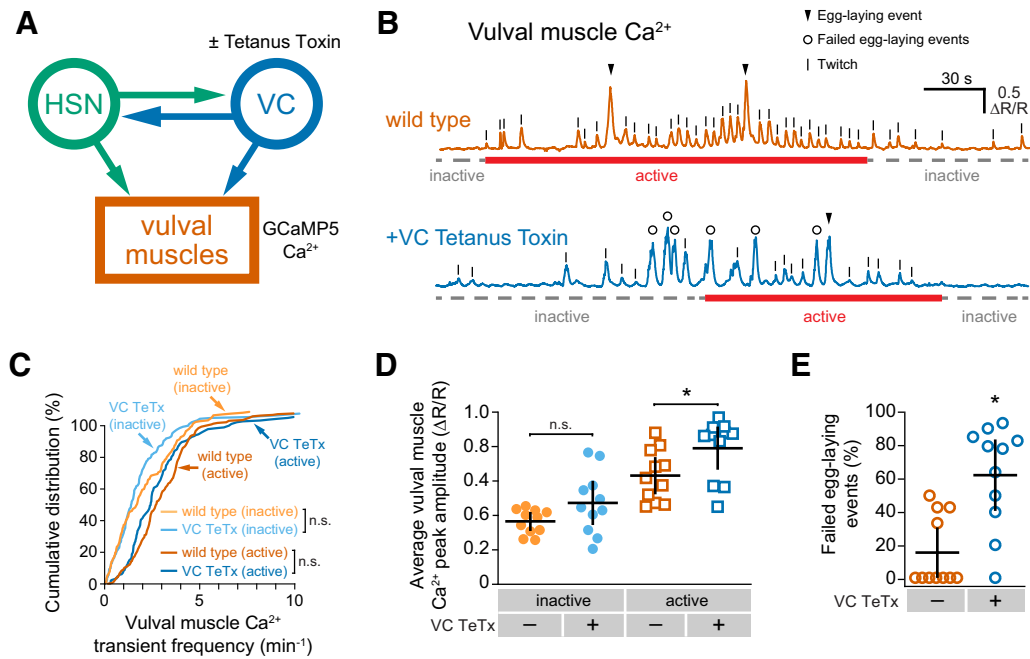 A
± Tetanus Toxin
HSN
VC
vulval
muscles
GCaMP5
Ca²⁺
B
Vulval muscle Ca²⁺
Egg-laying event
Failed egg-laying events
Twitch
30 s
0.5
ΔR/R
wild type
inactive
active
inactive
+VC Tetanus Toxin
inactive
active
inactive
C
Cumulative distribution (%)
100
80
60
40
20
0
0
5
10
wild type
(inactive)
VC TeTx
(inactive)
VC TeTx
(active)
wild type
(active)
wild type (inactive)
VC TeTx (inactive)
n.s.
wild type (active)
VC TeTx (active)
n.s.
Vulval muscle Ca²⁺
transient frequency (min⁻¹)
D
Average vulval muscle
Ca²⁺ peak amplitude (ΔR/R)
1.0
0.8
0.6
0.4
0.2
0
n.s.
*
inactive
active
VC TeTx
−
+
−
+
E
Failed egg-laying
events (%)
100
80
60
40
20
0
*
VC TeTx
−
+